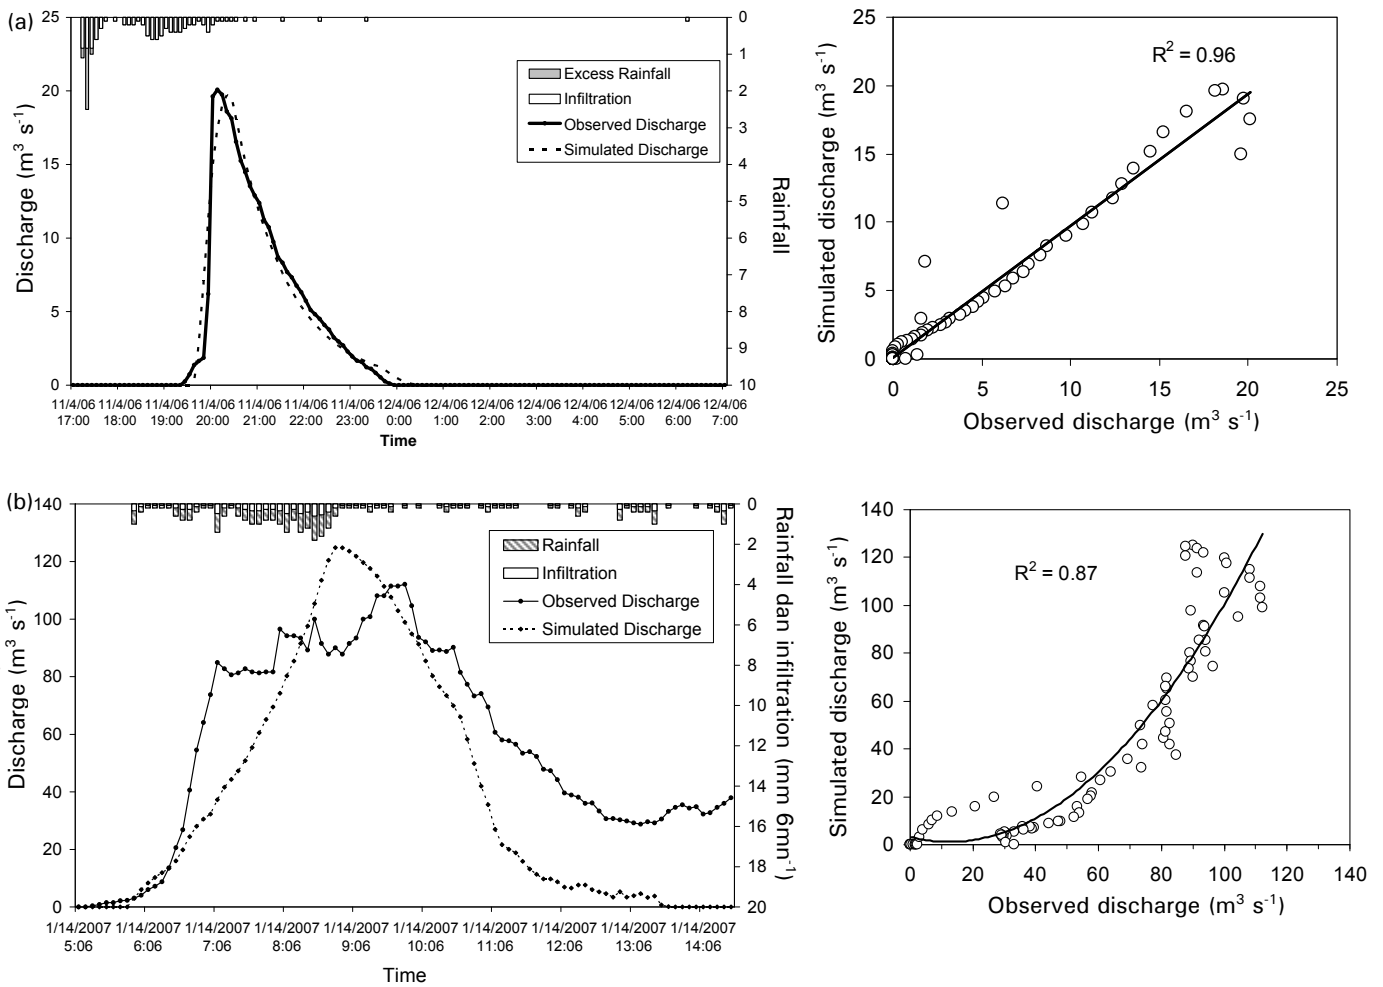 (a)
25
20
15
10
5
0
Discharge (m³ s⁻¹)
0
1
2
3
4
5
6
7
8
9
10
Rainfall
Excess Rainfall
Infiltration
Observed Discharge
Simulated Discharge
11/4/06 11/4/06 11/4/06 11/4/06 11/4/06 11/4/06 11/4/06 12/4/06 12/4/06 12/4/06 12/4/06 12/4/06 12/4/06 12/4/06 12/4/06
17:00 18:00 19:00 20:00 21:00 22:00 23:00 0:00 1:00 2:00 3:00 4:00 5:00 6:00 7:00
Time
25
20
15
10
5
0
Simulated discharge (m³ s⁻¹)
R² = 0.96
0 5 10 15 20 25
Observed discharge (m³ s⁻¹)
(b)
140
120
100
80
60
40
20
0
Discharge (m³ s⁻¹)
0
2
4
6
8
10
12
14
16
18
20
Rainfall dan infiltration (mm 6mn⁻¹)
Rainfall
Infiltration
Observed Discharge
Simulated Discharge
1/14/2007 1/14/2007 1/14/2007 1/14/2007 1/14/2007 1/14/2007 1/14/2007 1/14/2007 1/14/2007 1/14/2007
5:06 6:06 7:06 8:06 9:06 10:06 11:06 12:06 13:06 14:06
Time
140
120
100
80
60
40
20
0
Simulated discharge (m³ s⁻¹)
R² = 0.87
0 20 40 60 80 100 120 140
Observed discharge (m³ s⁻¹)